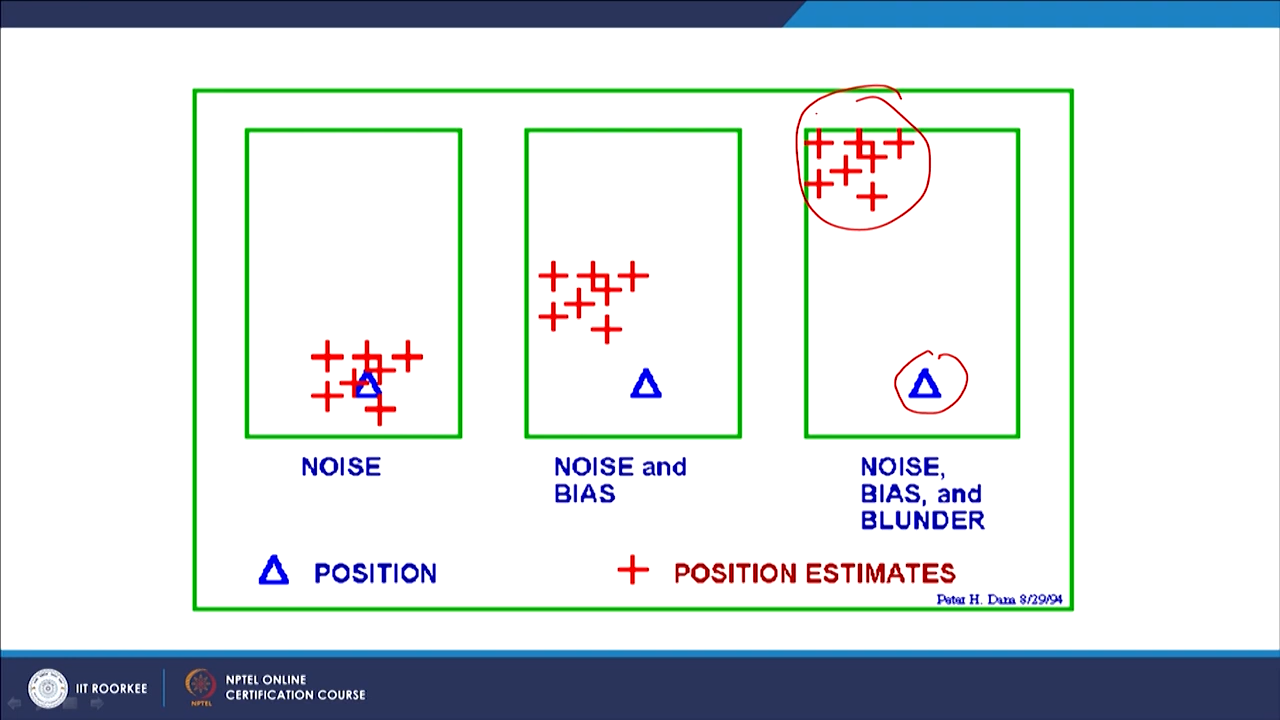 NOISE
NOISE and
BIAS
NOISE,
BIAS, and
BLUNDER
POSITION
POSITION ESTIMATES
Peter H. Dana 8/29/94
IIT ROORKEE
NPTEL ONLINE
CERTIFICATION COURSE
NPTEL